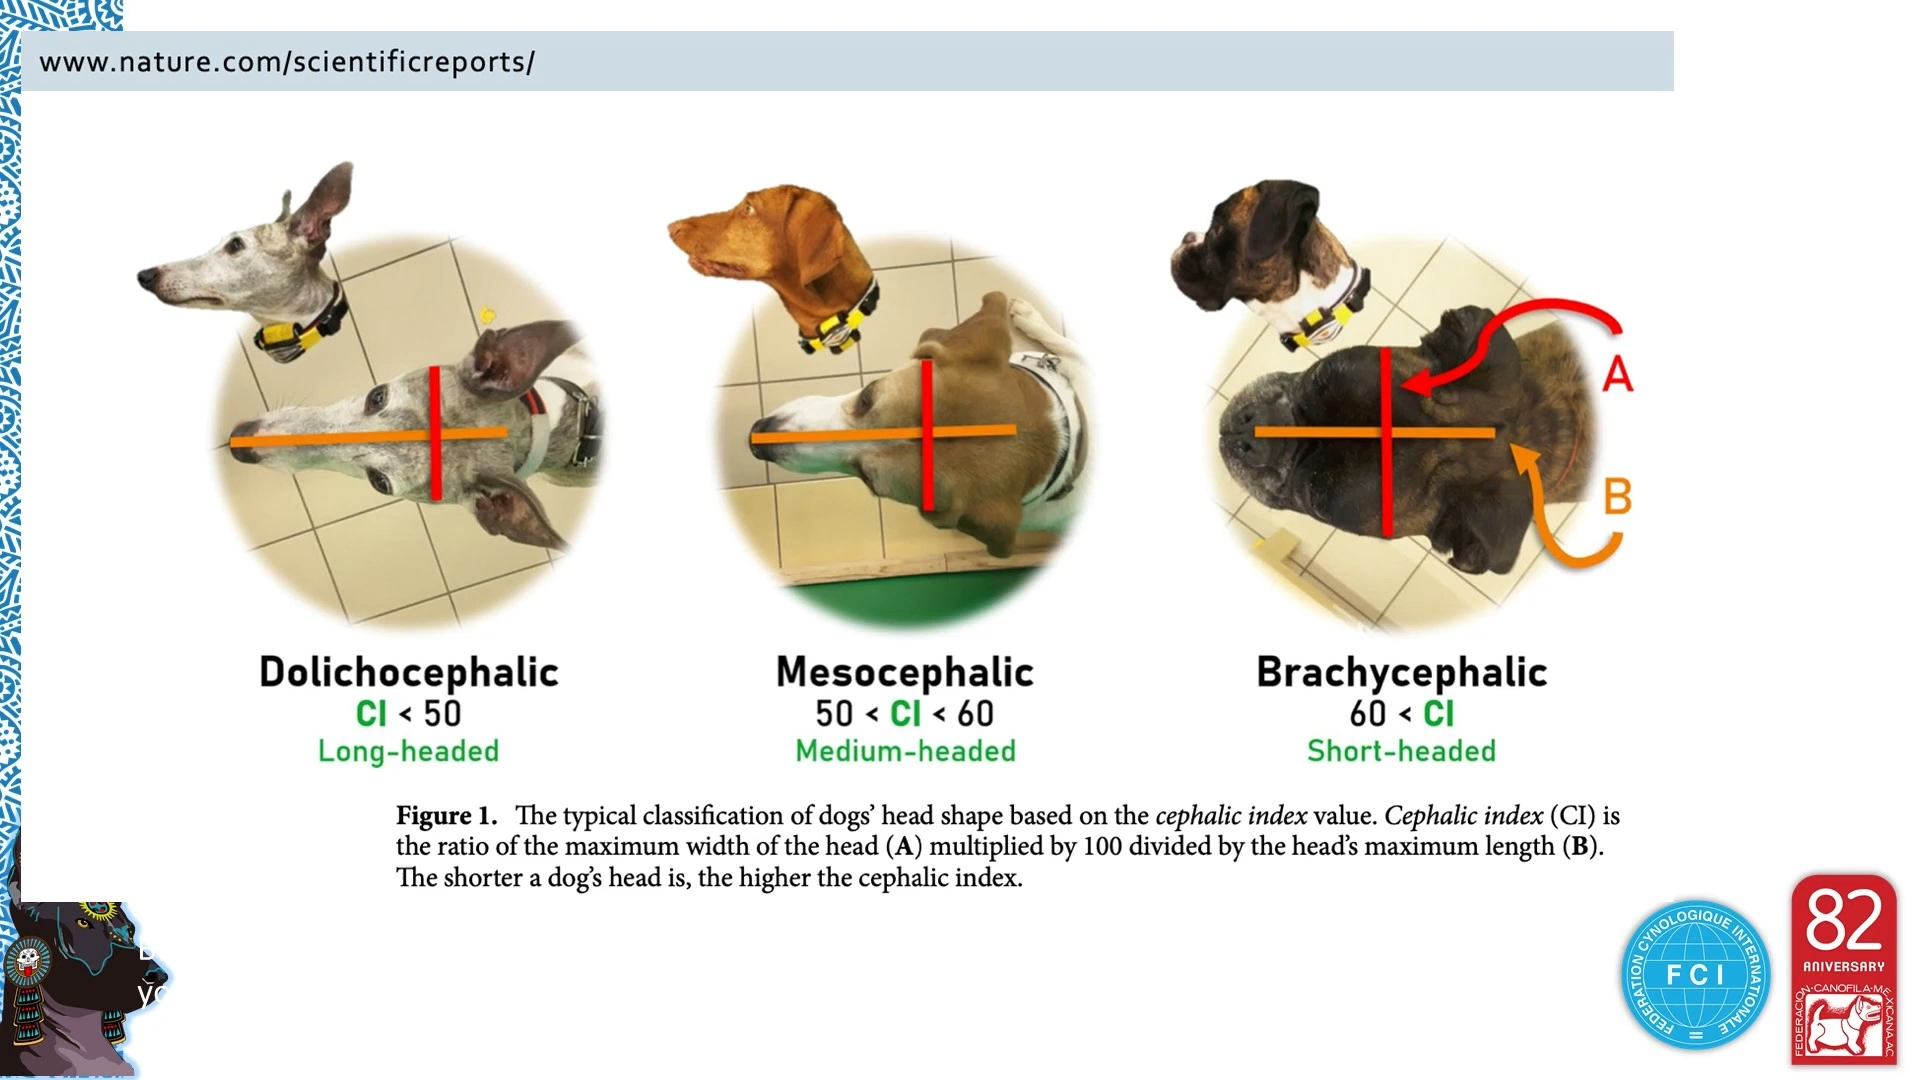 www.nature.com/scientificreports/
A
B
Dolichocephalic
CI < 50
Long-headed
Mesocephalic
50 < CI < 60
Medium-headed
Brachycephalic
60 < CI
Short-headed
Figure 1. The typical classification of dogs’ head shape based on the cephalic index value. Cephalic index (CI) is
the ratio of the maximum width of the head (A) multiplied by 100 divided by the head’s maximum length (B).
The shorter a dog’s head is, the higher the cephalic index.
FEDERATION CYNOLOGIQUE INTERNATIONALE
FCI
82
ANIVERSARY
FEDERACION CANOFILA MEXICANA, AC